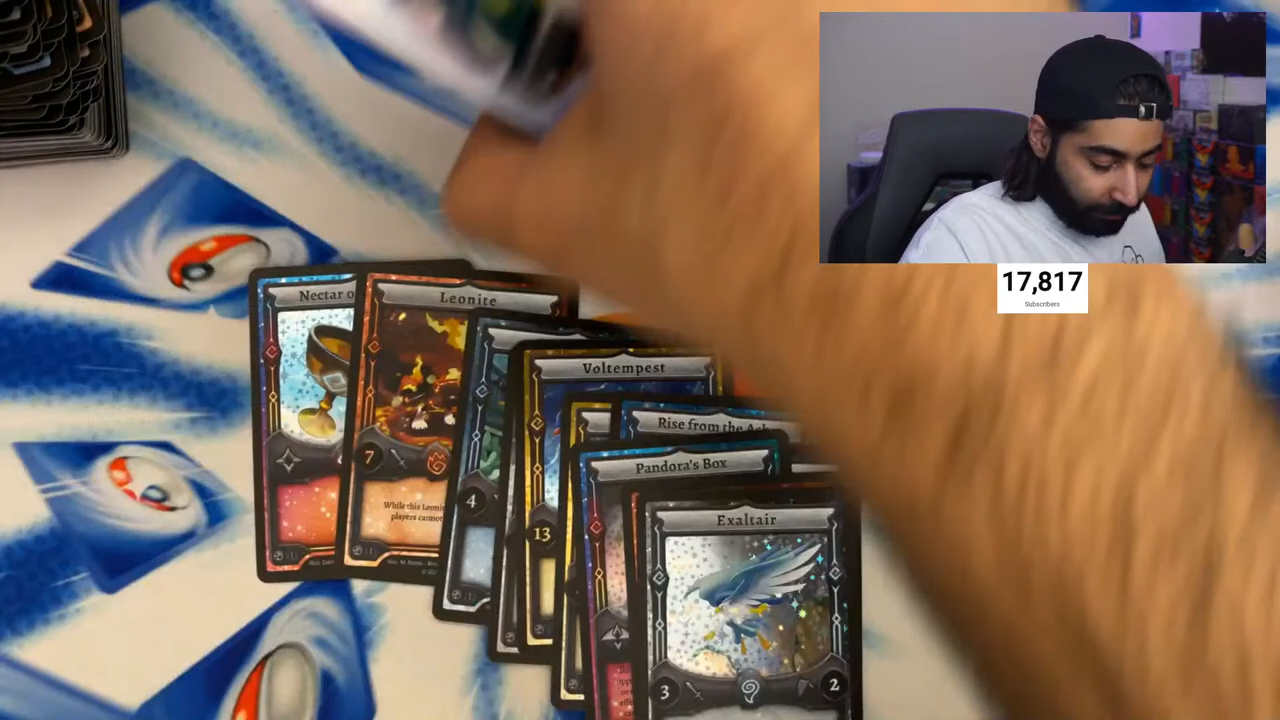 17,817
Subscribers
Nectar o
Leonite
7
While this Leoni
players cannot
4
Voltempest
13
Rise from the Ash
Pandora's Box
Exaltair
3
2